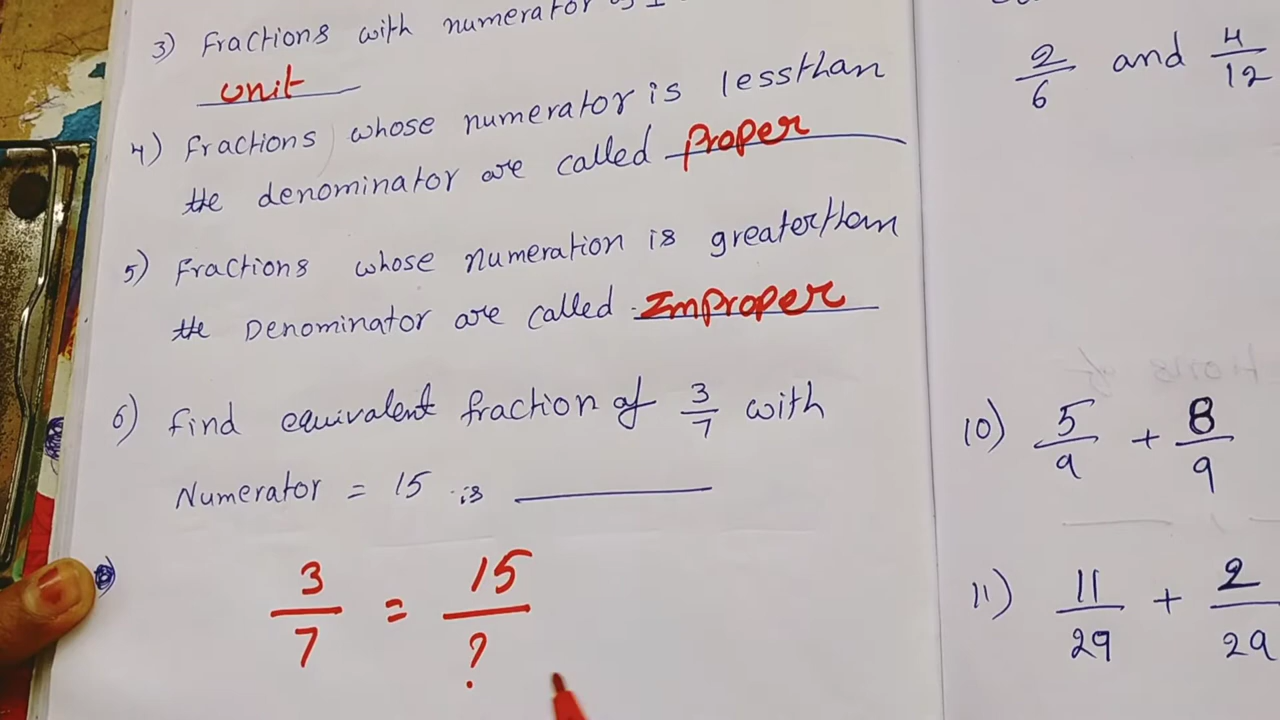 3) Fractions with numerator
unit
4) Fractions whose numerator is lessthan
the denominator are called Proper
5) Fractions whose numeration is greaterthan
the Denominator are called Improper
6) Find equivalent fraction of 3/7 with
Numerator = 15 is
3/7 = 15/?
2/6 and 4/12
10) 5/9 + 8/9
11) 11/29 + 2/29